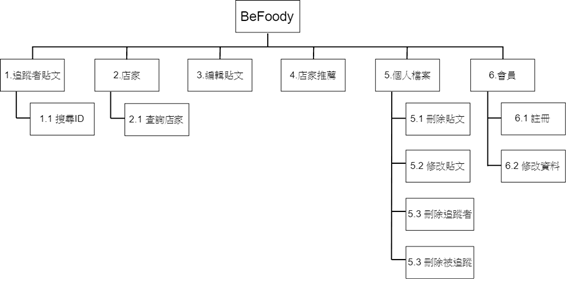 BeFoody
1.追蹤者貼文
2.店家
3.編輯貼文
4.店家推薦
5.個人檔案
6.會員
1.1 搜尋ID
2.1 查詢店家
5.1 刪除貼文
6.1 註冊
5.2 修改貼文
6.2 修改資料
5.3 刪除追蹤者
5.3 刪除被追蹤